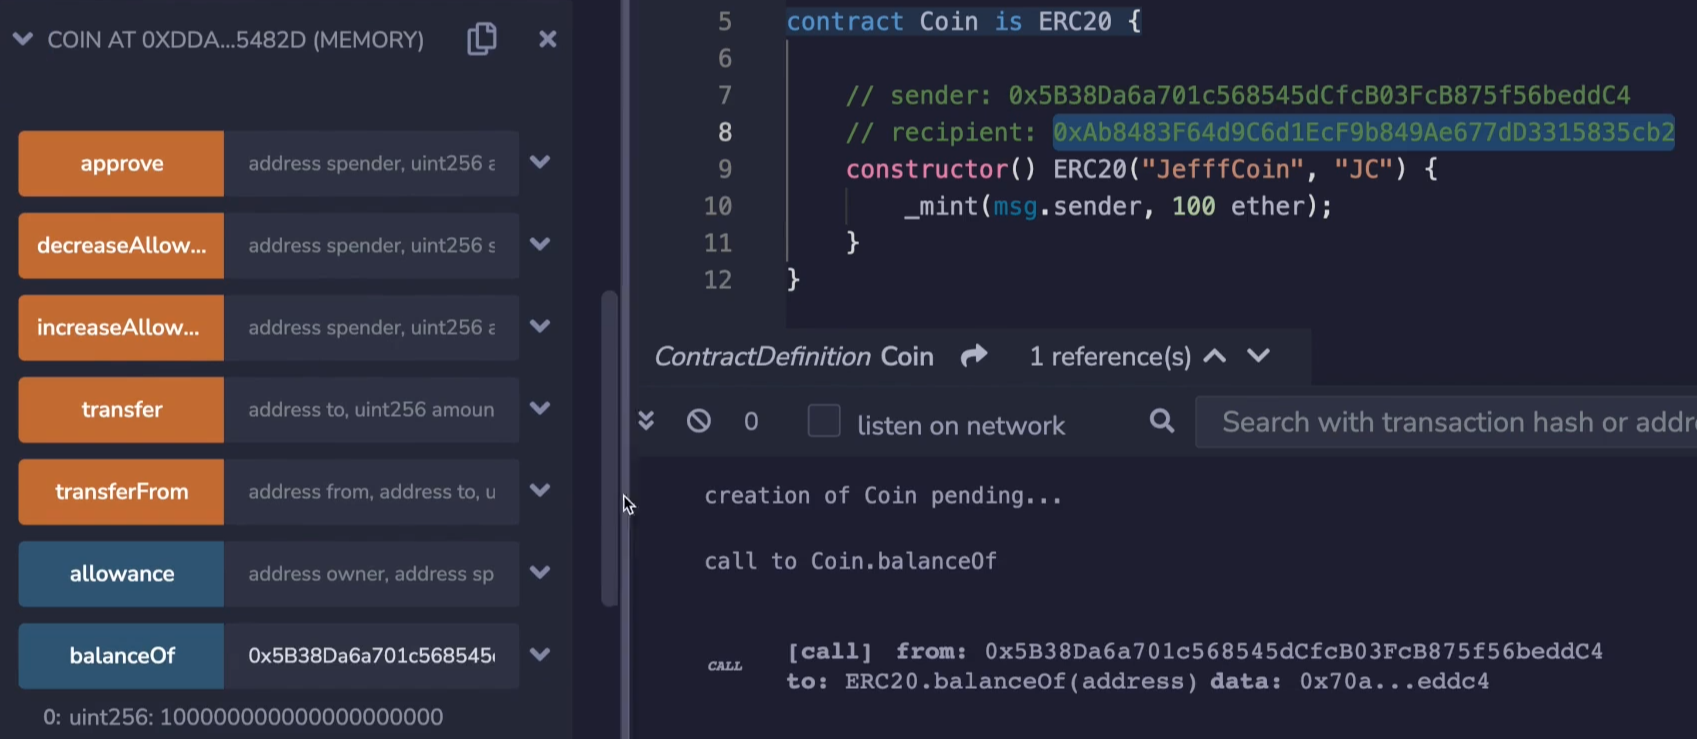 COIN AT 0XDDA...5482D (MEMORY)
approve address spender, uint256 a
decreaseAllow... address spender, uint256 s
increaseAllow... address spender, uint256 a
transfer address to, uint256 amoun
transferFrom address from, address to, u
allowance address owner, address sp
balanceOf 0x5B38Da6a701c568545
0: uint256: 100000000000000000000
5 contract Coin is ERC20 {
6
7 // sender: 0x5B38Da6a701c568545dCfcB03FcB875f56beddC4
8 // recipient: 0xAb8483F64d9C6d1EcF9b849Ae677dD3315835cb2
9 constructor() ERC20("JefffCoin", "JC") {
10 _mint(msg.sender, 100 ether);
11 }
12 }
ContractDefinition Coin 1 reference(s)
0 listen on network Search with transaction hash or addr
creation of Coin pending...
call to Coin.balanceOf
CALL [call] from: 0x5B38Da6a701c568545dCfcB03FcB875f56beddC4
to: ERC20.balanceOf(address) data: 0x70a...eddc4